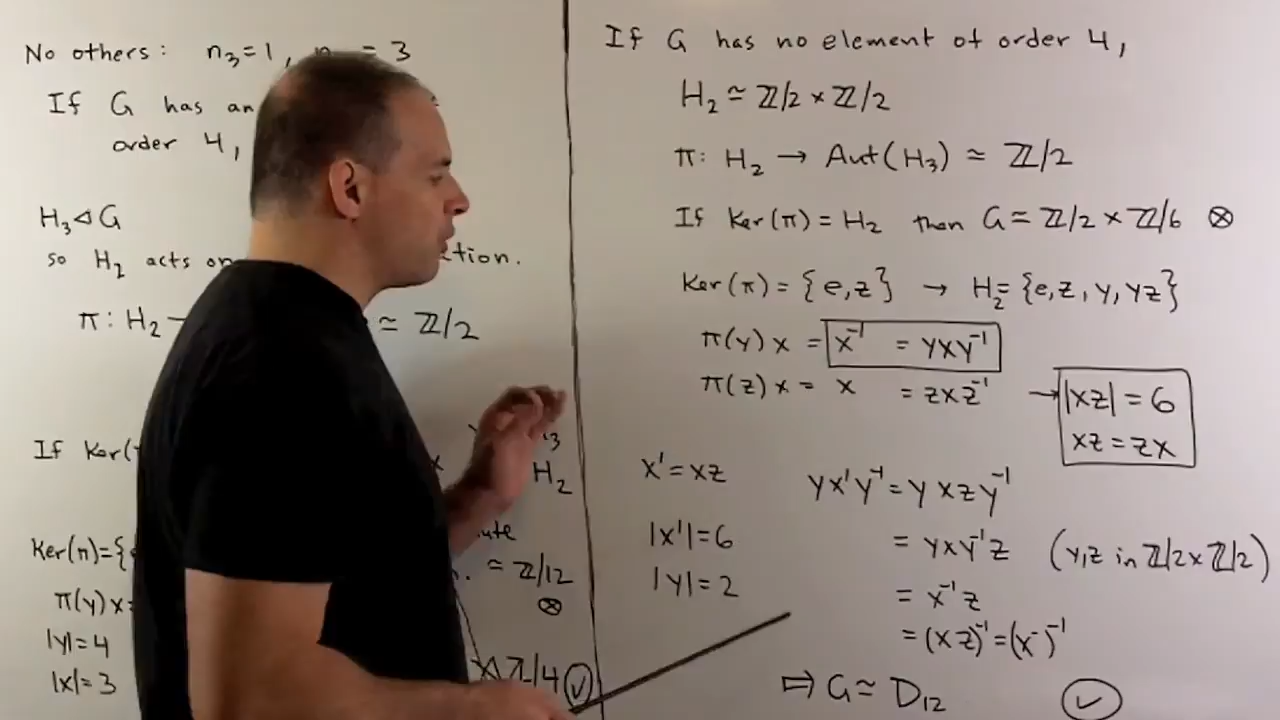 No others: n₃=1, = 3
If G has an
order 4,
H₃ ⊲ G
so H₂ acts on
π: H₂ → ≃ ℤ/2
If Ker(
H₂
Ker(π)={
≃ ℤ/12
⊗
π(y)x=
|y|=4
|x|=3
ℤ/4 ✓
If G has no element of order 4,
H₂ ≃ ℤ/2 × ℤ/2
π: H₂ → Aut(H₃) ≃ ℤ/2
If Ker(π) = H₂ then G ≃ ℤ/2 × ℤ/6 ⊗
Ker(π) = {e,z} → H₂={e,z,y,yz}
π(y)x = x⁻¹ = yxy⁻¹
π(z)x = x = zxz⁻¹ → |xz| = 6
xz = zx
x' = xz
|x'|=6
|y|=2
yx'y⁻¹ = yxzy⁻¹
= yxy⁻¹z (y,z in ℤ/2×ℤ/2)
= x⁻¹z
= (xz)⁻¹=(x')⁻¹
⇒ G ≃ D₁₂ ✓